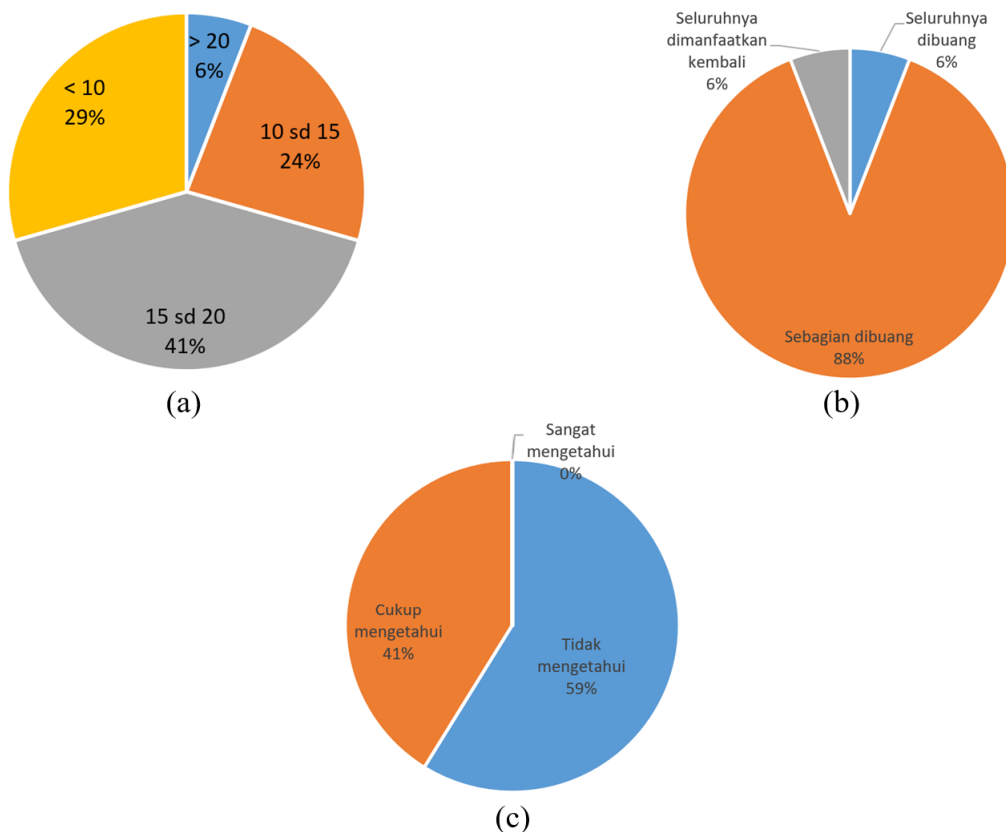 > 20
6%
10 sd 15
24%
15 sd 20
41%
< 10
29%
(a)
Seluruhnya
dimanfaatkan
kembali
6%
Seluruhnya
dibuang
6%
Sebagian dibuang
88%
(b)
Sangat
mengetahui
0%
Cukup
mengetahui
41%
Tidak
mengetahui
59%
(c)